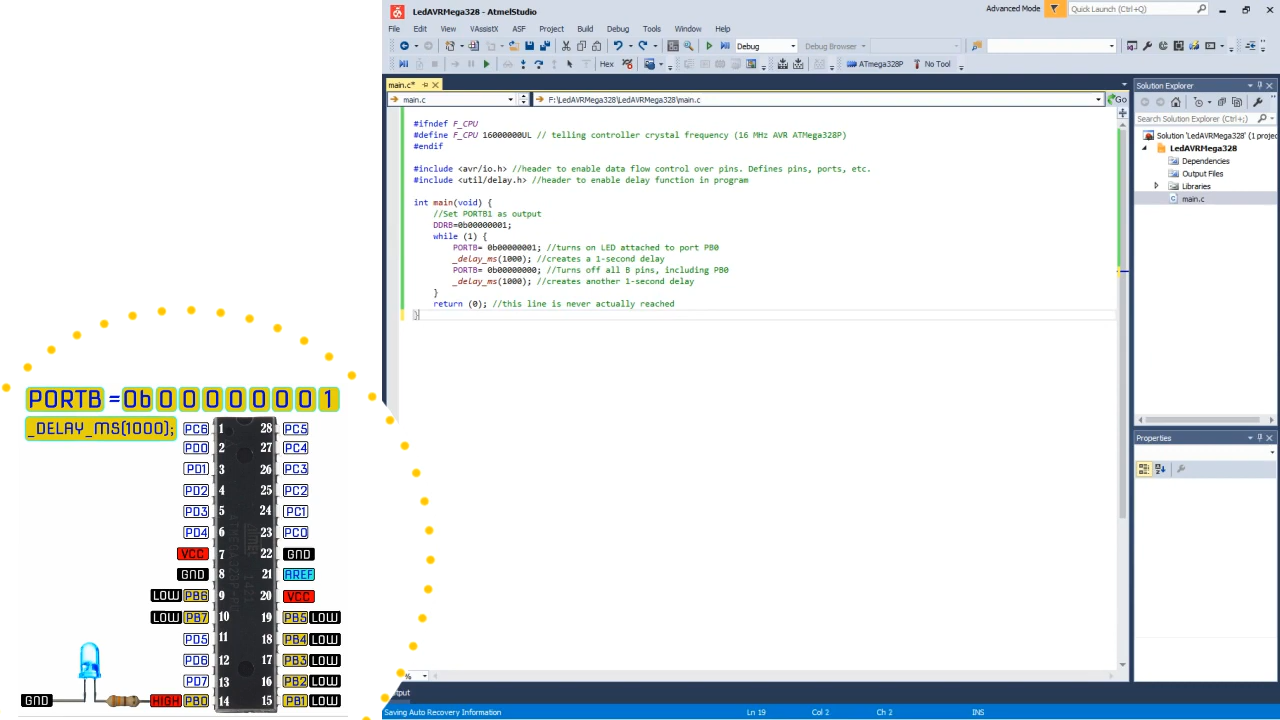 LedAVRMega328 - AtmelStudio
Advanced Mode
Quick Launch (Ctrl+Q)
File Edit View VAssistX ASF Project Build Debug Tools Window Help
Debug
Debug Browser
Hex
ATmega328P
No Tool
main.c*
main.c
F:\LedAVRMega328\LedAVRMega328\main.c
Go
#ifndef F_CPU
#define F_CPU 16000000UL // telling controller crystal frequency (16 MHz AVR ATMega328P)
#endif
#include <avr/io.h> //header to enable data flow control over pins. Defines pins, ports, etc.
#include <util/delay.h> //header to enable delay function in program
int main(void) {
//Set PORTB1 as output
DDRB=0b00000001;
while (1) {
PORTB= 0b00000001; //turns on LED attached to port PB0
_delay_ms(1000); //creates a 1-second delay
PORTB= 0b00000000; //Turns off all B pins, including PB0
_delay_ms(1000); //creates another 1-second delay
}
return (0); //this line is never actually reached
}
Solution Explorer
Search Solution Explorer (Ctrl+;)
Solution 'LedAVRMega328' (1 project
LedAVRMega328
Dependencies
Output Files
Libraries
main.c
Properties
PORTB =0b00000001
_DELAY_MS(1000);
PC6 1 28 PC5
PD0 2 27 PC4
PD1 3 26 PC3
PD2 4 25 PC2
PD3 5 24 PC1
PD4 6 23 PC0
VCC 7 22 GND
GND 8 21 AREF
LOW PB6 9 20 VCC
LOW PB7 10 19 PB5 LOW
PD5 11 18 PB4 LOW
PD6 12 17 PB3 LOW
PD7 13 16 PB2 LOW
GND HIGH PB0 14 15 PB1 LOW
%
tput
Saving Auto Recovery Information
Ln 19
Col 2
Ch 2
INS